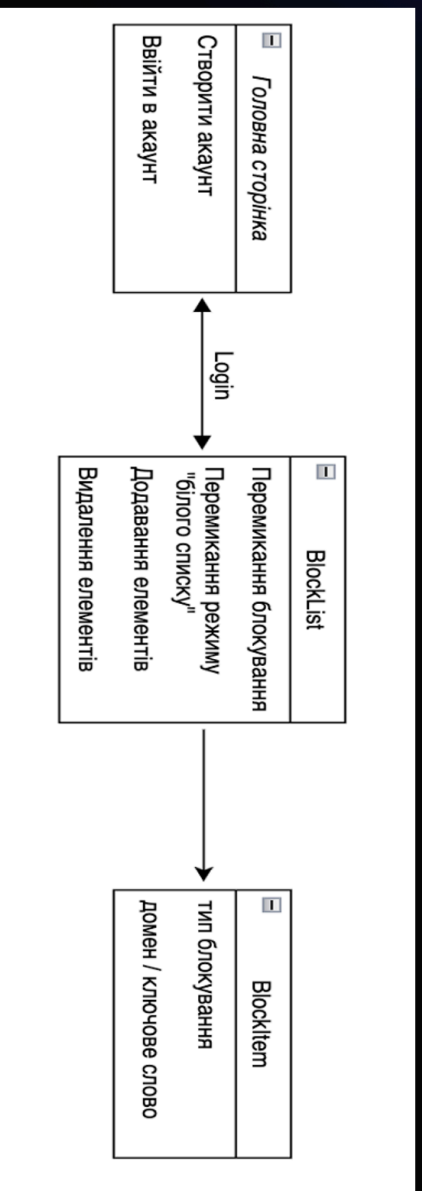 Головна сторінка
Створити акаунт
Ввійти в акаунт
Login
BlockList
Перемикання блокування
Перемикання режиму
"білого списку"
Додавання елементів
Видалення елементів
BlockItem
тип блокування
домен / ключове слово